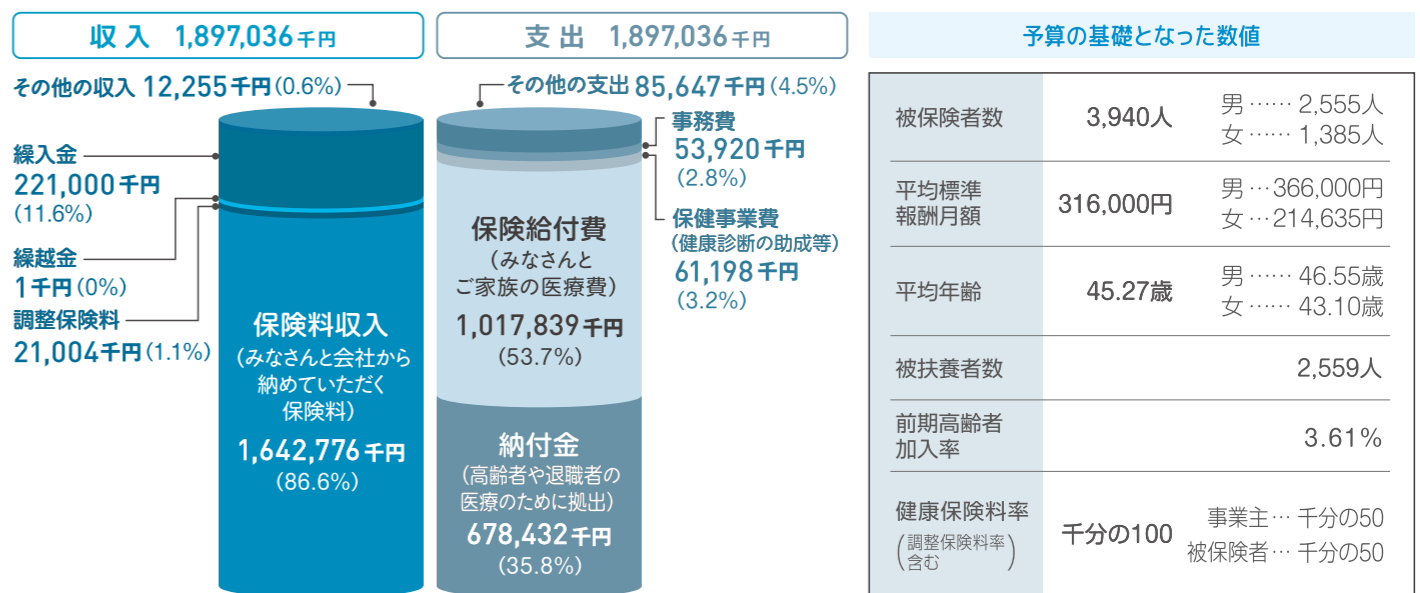 収入 1,897,036千円
その他の収入 12,255千円(0.6%)
繰入金
221,000千円
(11.6%)
繰越金
1千円(0%)
調整保険料
21,004千円(1.1%)
保険料収入
(みなさんと会社から
納めていただく
保険料)
1,642,776千円
(86.6%)
支出 1,897,036千円
その他の支出 85,647千円(4.5%)
事務費
53,920千円
(2.8%)
保健事業費
(健康診断の助成等)
61,198千円
(3.2%)
保険給付費
(みなさんと
ご家族の医療費)
1,017,839千円
(53.7%)
納付金
(高齢者や退職者の
医療のために拠出)
678,432千円
(35.8%)
予算の基礎となった数値
被保険者数 3,940人 男……2,555人
女……1,385人
平均標準
報酬月額 316,000円 男…366,000円
女…214,635円
平均年齢 45.27歳 男……46.55歳
女……43.10歳
被扶養者数 2,559人
前期高齢者
加入率 3.61%
健康保険料率
(調整保険料率
含む) 千分の100 事業主…千分の50
被保険者…千分の50